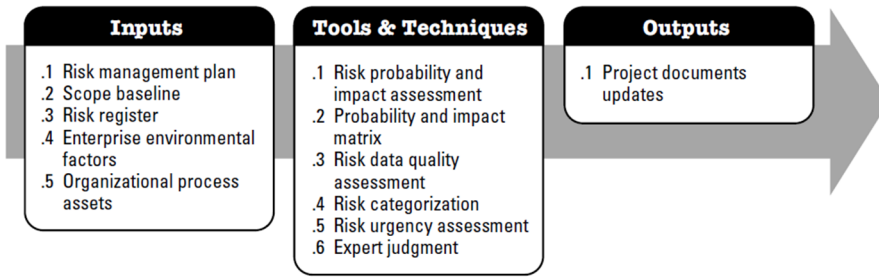 Inputs
.1 Risk management plan
.2 Scope baseline
.3 Risk register
.4 Enterprise environmental
factors
.5 Organizational process
assets
Tools & Techniques
.1 Risk probability and
impact assessment
.2 Probability and impact
matrix
.3 Risk data quality
assessment
.4 Risk categorization
.5 Risk urgency assessment
.6 Expert judgment
Outputs
.1 Project documents
updates